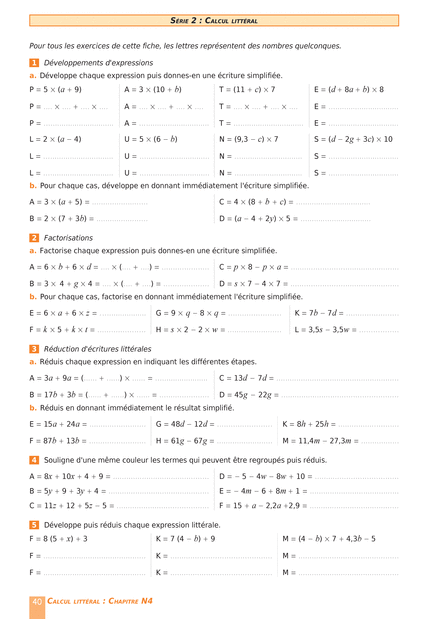 SÉRIE 2 : CALCUL LITTÉRAL
Pour tous les exercices de cette fiche, les lettres représentent des nombres quelconques.
1 Développements d'expressions
a. Développe chaque expression puis donnes-en une écriture simplifiée.
P = 5 × (a + 9) A = 3 × (10 + b) T = (11 + c) × 7 E = (d + 8a + b) × 8
P = .... × .... + .... × .... A = .... × .... + .... × .... T = .... × .... + .... × .... E = ..............................
P = .............................. A = .............................. T = .............................. E = ..............................
L = 2 × (a – 4) U = 5 × (6 – b) N = (9,3 – c) × 7 S = (d – 2g + 3c) × 10
L = .............................. U = .............................. N = .............................. S = ..............................
L = .............................. U = .............................. N = .............................. S = ..............................
b. Pour chaque cas, développe en donnant immédiatement l'écriture simplifiée.
A = 3 × (a + 5) = ........................ C = 4 × (8 + b + c) = ................................
B = 2 × (7 + 3b) = ...................... D = (a – 4 + 2y) × 5 = ..............................
2 Factorisations
a. Factorise chaque expression puis donnes-en une écriture simplifiée.
A = 6 × b + 6 × d = .... × (.... + ....) = .................... C = p × 8 – p × a = ..............................................
B = 3 × 4 + g × 4 = .... × (.... + ....) = .................... D = s × 7 – 4 × 7 = ..............................................
b. Pour chaque cas, factorise en donnant immédiatement l'écriture simplifiée.
E = 6 × a + 6 × z = ...................... G = 9 × q – 8 × q = ...................... K = 7b – 7d = ......................
F = k × 5 + k × t = ...................... H = s × 2 – 2 × w = ...................... L = 3,5s – 3,5w = ................
3 Réduction d'écritures littérales
a. Réduis chaque expression en indiquant les différentes étapes.
A = 3a + 9a = (...... + ......) × ...... = ...................... C = 13d – 7d = ....................................................
B = 17b + 3b = (...... + ......) × ...... = .................... D = 45g – 22g = ..................................................
b. Réduis en donnant immédiatement le résultat simplifié.
E = 15a + 24a = ........................ G = 48d – 12d = ........................ K = 8h + 25h = ........................
F = 87b + 13b = ........................ H = 61g – 67g = ........................ M = 11,4m – 27,3m = ................
4 Souligne d'une même couleur les termes qui peuvent être regroupés puis réduis.
A = 8x + 10x + 4 + 9 = ........................................ D = – 5 – 4w – 8w + 10 = ....................................
B = 5y + 9 + 3y + 4 = .......................................... E = – 4m – 6 + 8m + 1 = ......................................
C = 11z + 12 + 5z – 5 = ...................................... F = 15 + a – 2,2a +2,9 = ......................................
5 Développe puis réduis chaque expression littérale.
F = 8 (5 + x) + 3 K = 7 (4 – b) + 9 M = (4 – b) × 7 + 4,3b – 5
F = ............................................ K = ............................................ M = ............................................
F = ............................................ K = ............................................ M = ............................................
40 CALCUL LITTÉRAL : CHAPITRE N4